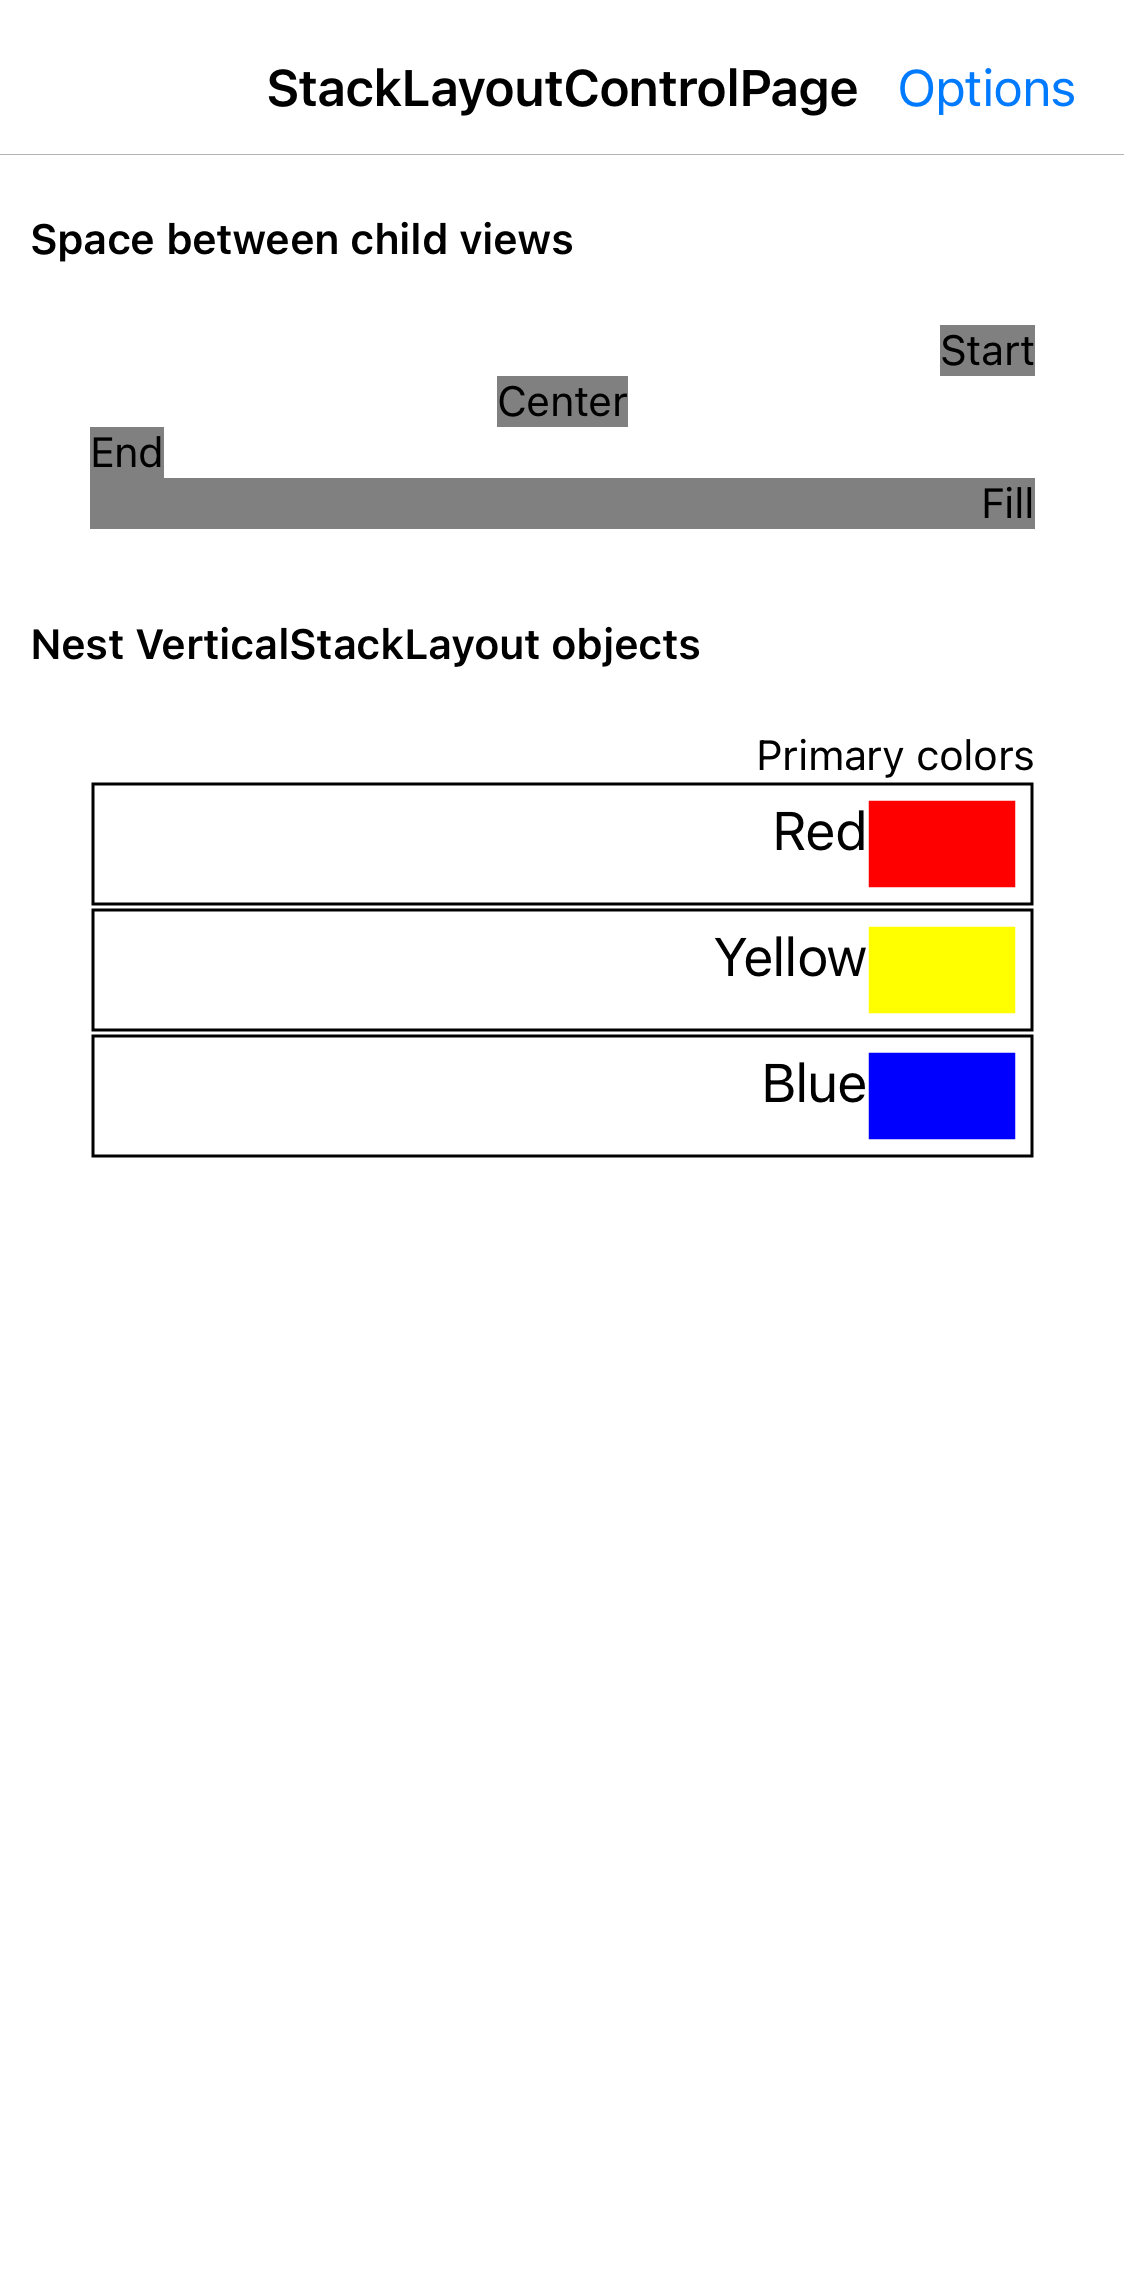 StackLayoutControlPage Options
Space between child views
Start
Center
End
Fill
Nest VerticalStackLayout objects
Primary colors
Red
Yellow
Blue